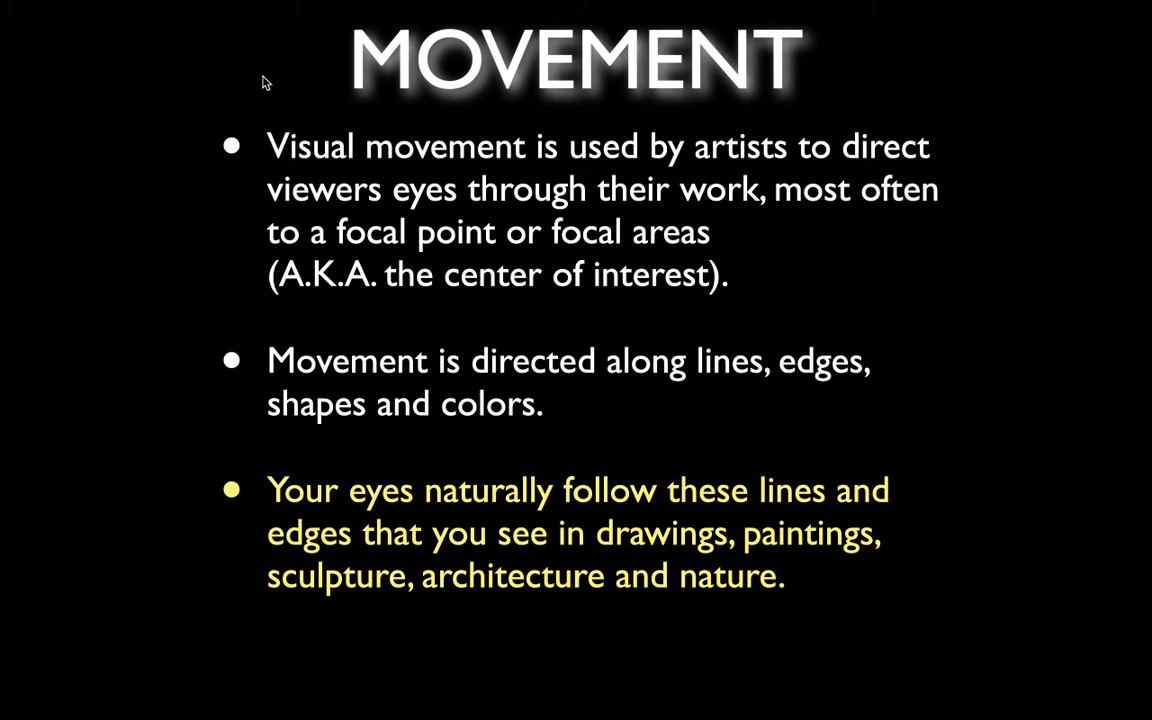 MOVEMENT
• Visual movement is used by artists to direct
viewers eyes through their work, most often
to a focal point or focal areas
(A.K.A. the center of interest).
• Movement is directed along lines, edges,
shapes and colors.
• Your eyes naturally follow these lines and
edges that you see in drawings, paintings,
sculpture, architecture and nature.